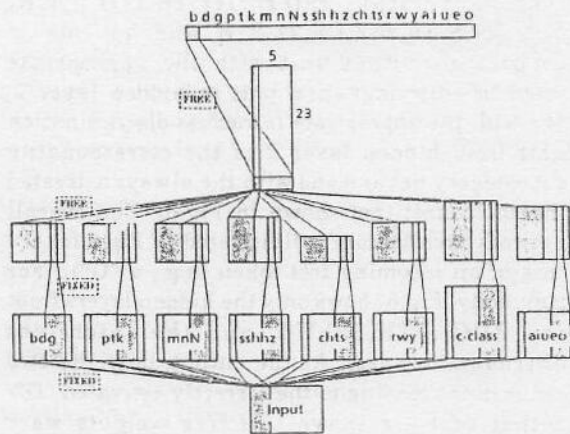 bdgptkmnNsshhzchtsrwyaiueo
5
FREE
23
FREE
FIXED
bdg ptk mnN sshhz chts rwy c-class aiueo
FIXED
Input